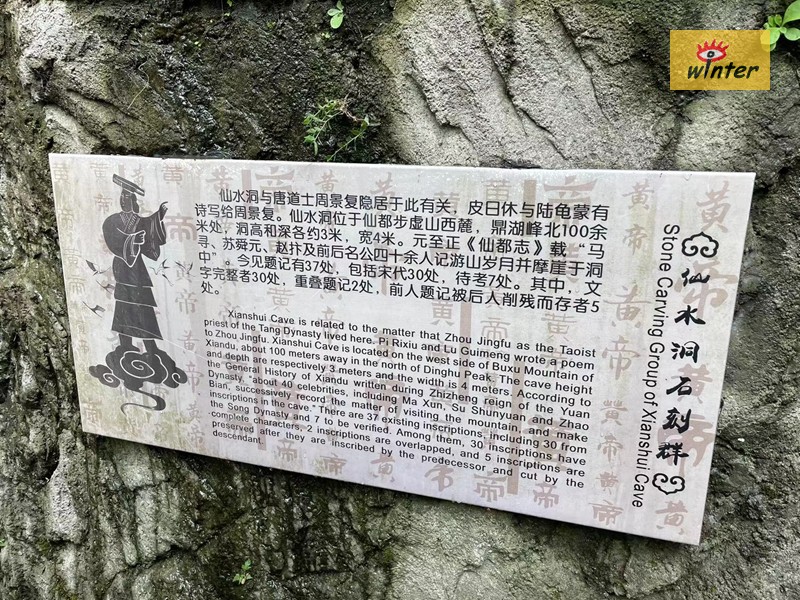 winter
仙水洞与唐道士周景复隐居于此有关，皮日休与陆龟蒙有
诗写给周景复。仙水洞位于仙都步虚山西麓，鼎湖峰北100余
米处，洞高和深各约3米，宽4米。元至正《仙都志》载“马
寻、苏舜元、赵抃及前后名公四十余人记游山岁月并摩崖于洞
中”。今见题记有37处，包括宋代30处，待考7处。其中，文
字完整者30处，重叠题记2处，前人题记被后人削残而存者5
处。
Xianshui Cave is related to the matter that Zhou Jingfu as the Taoist
priest of the Tang Dynasty lived here. Pi Rixiu and Lu Guimeng wrote a poem
to Zhou Jingfu. Xianshui Cave is located on the west side of Buxu Mountain of
Xiandu, about 100 meters away in the north of Dinghu Peak. The cave height
and depth are respectively 3 meters and the width is 4 meters. According to
the General History of Xiandu written during Zhizheng reign of the Yuan
Dynasty, "about 40 celebrities, including Ma Xun, Su Shunyuan and Zhao
Bian, successively record the matter of visiting the mountain, and make
inscriptions in the cave." There are 37 existing inscriptions, including 30 from
the Song Dynasty and 7 to be verified. Among them, 30 inscriptions have
complete characters, 2 inscriptions are overlapped, and 5 inscriptions are
preserved after they are inscribed by the predecessor and cut by the
descendant.
仙水洞石刻群
Stone Carving Group of Xianshui Cave